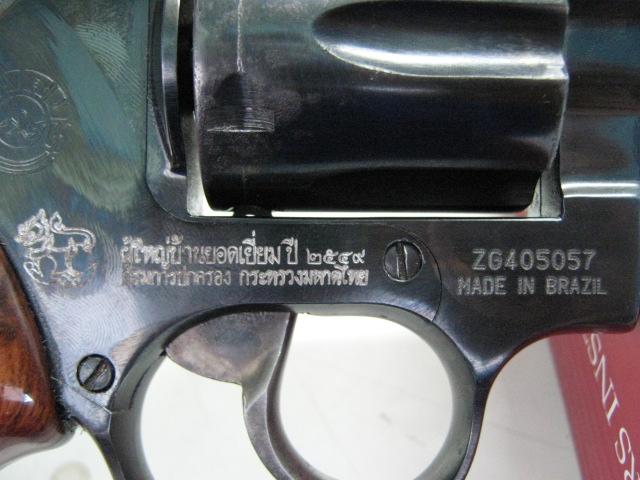 ผู้ใหญ่บ้านยอดเยี่ยม ปี ๒๕๔๙
กรมการปกครอง กระทรวงมหาดไทย
ZG405057
MADE IN BRAZIL
RS INS